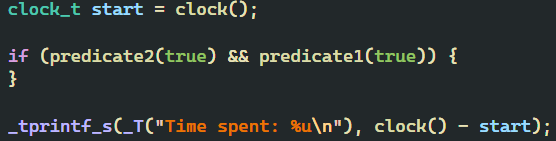 clock_t start = clock();
if (predicate2(true) && predicate1(true)) {
}
_tprintf_s(_T("Time spent: %u\n"), clock() - start);